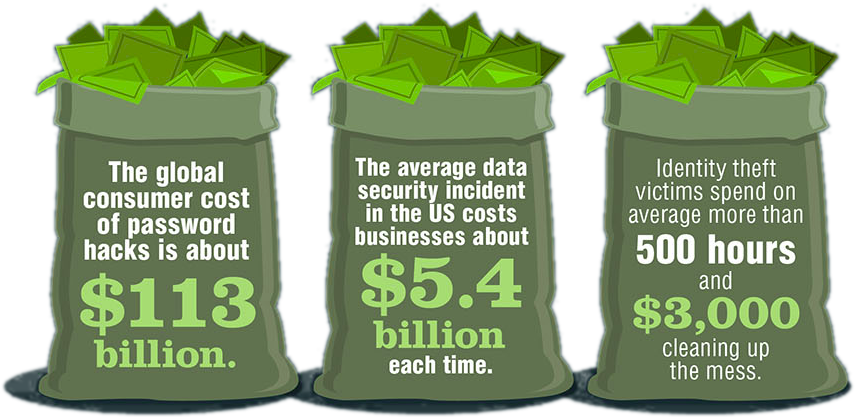 The global
consumer cost
of password
hacks is about
$113
billion.
The average data
security incident
in the US costs
businesses about
$5.4
billion
each time.
Identity theft
victims spend on
average more than
500 hours
and
$3,000
cleaning up
the mess.